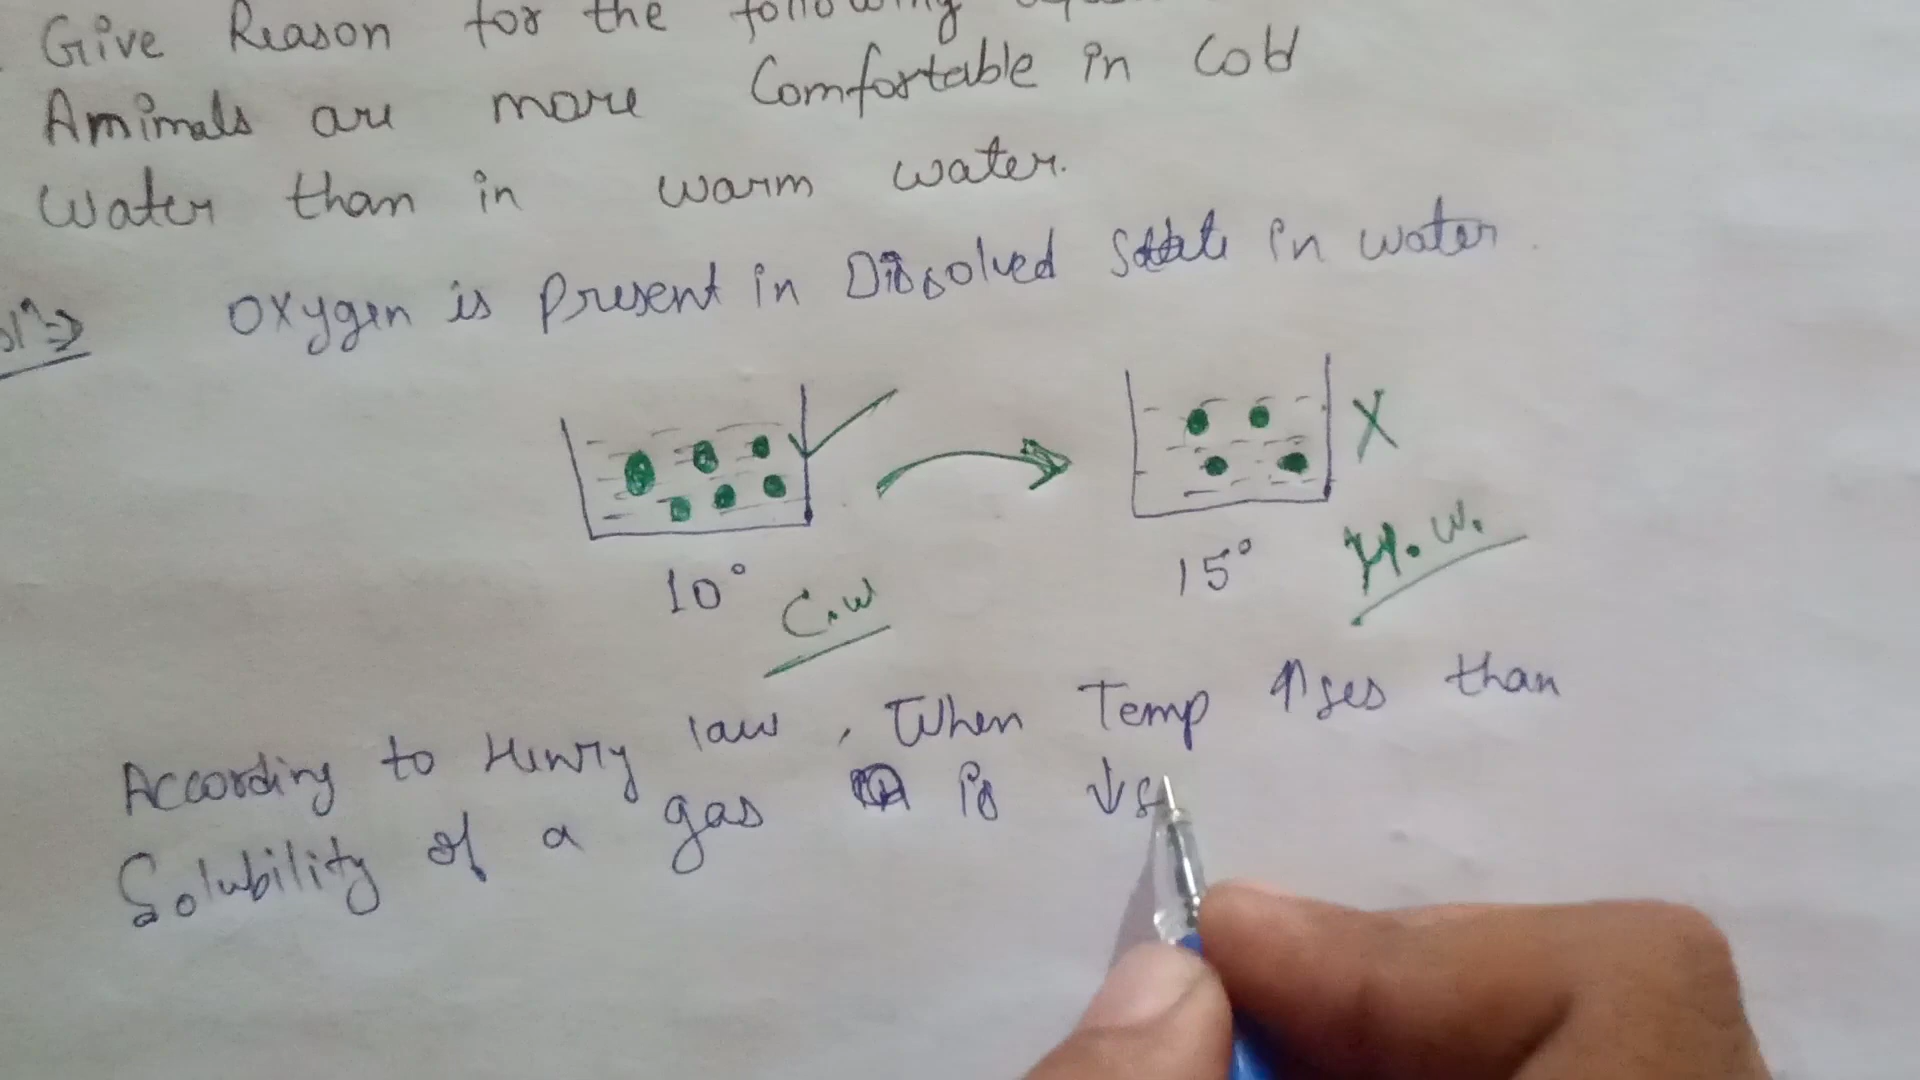 Give Reason for the following
Animals are more Comfortable in Cold
Water than in warm water.
Oxygen is Present in Dissolved State in water.
10° C.w
15° H.w.
According to Henry law, When Temp ↑ses than
Solubility of a gas is ↓s